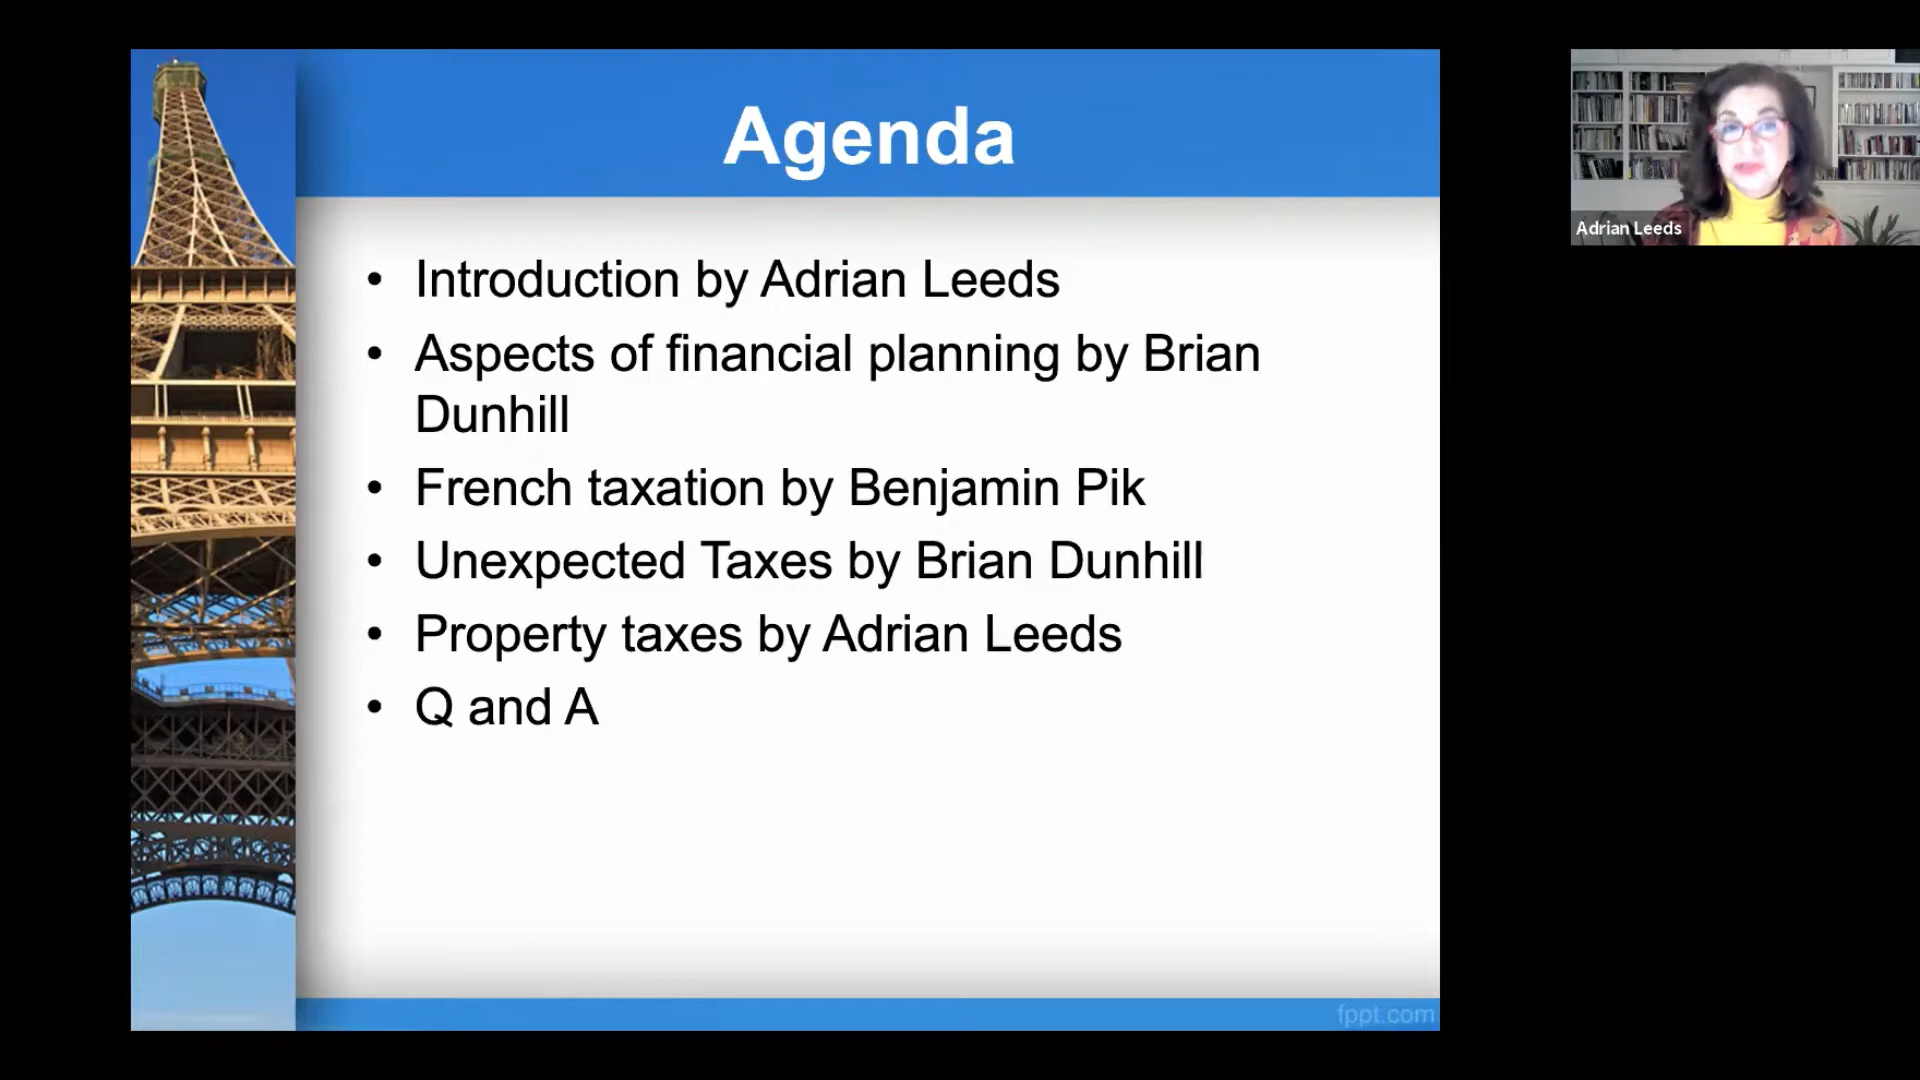 Agenda
• Introduction by Adrian Leeds
• Aspects of financial planning by Brian
Dunhill
• French taxation by Benjamin Pik
• Unexpected Taxes by Brian Dunhill
• Property taxes by Adrian Leeds
• Q and A
fppt.com
Adrian Leeds